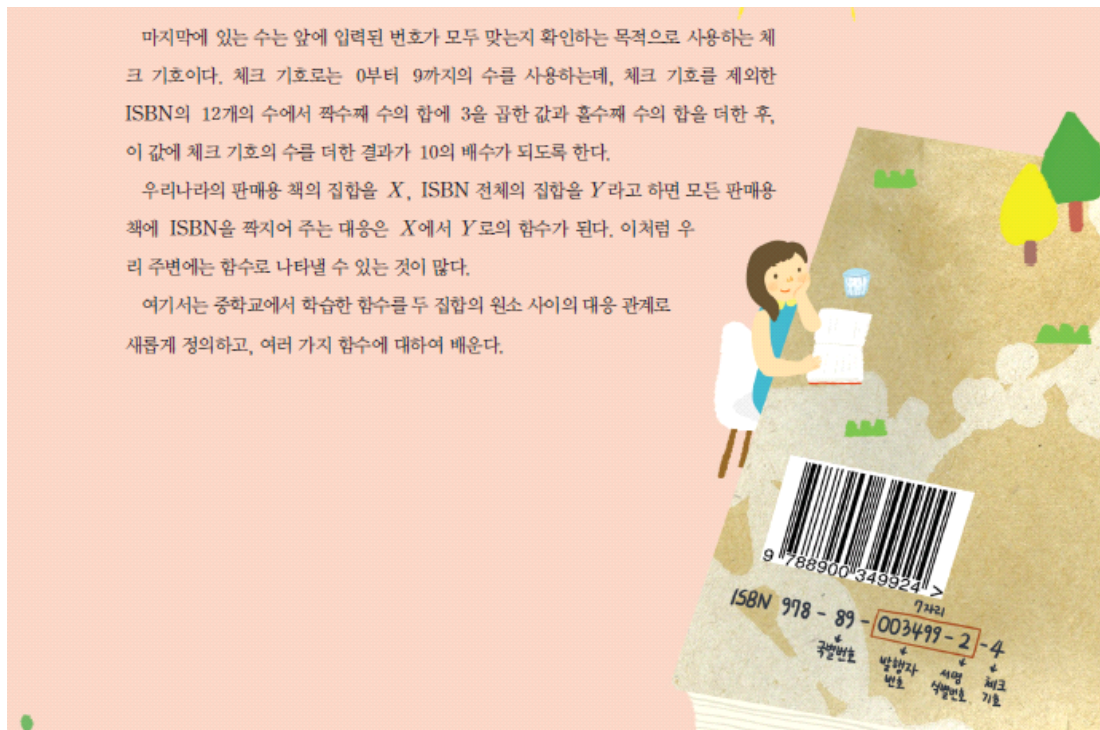 마지막에 있는 수는 앞에 입력된 번호가 모두 맞는지 확인하는 목적으로 사용하는 체
크 기호이다. 체크 기호로는 0부터 9까지의 수를 사용하는데, 체크 기호를 제외한
ISBN의 12개의 수에서 짝수째 수의 합에 3을 곱한 값과 홀수째 수의 합을 더한 후,
이 값에 체크 기호의 수를 더한 결과가 10의 배수가 되도록 한다.
우리나라의 판매용 책의 집합을 X, ISBN 전체의 집합을 Y라고 하면 모든 판매용
책에 ISBN을 짝지어 주는 대응은 X에서 Y로의 함수가 된다. 이처럼 우
리 주변에는 함수로 나타낼 수 있는 것이 많다.
여기서는 중학교에서 학습한 함수를 두 집합의 원소 사이의 대응 관계로
새롭게 정의하고, 여러 가지 함수에 대하여 배운다.
9 788900 349924 >
7자리
ISBN 978 - 89 - 003499 - 2 - 4
국별번호
발행자
번호
서명
식별번호
체크
기호